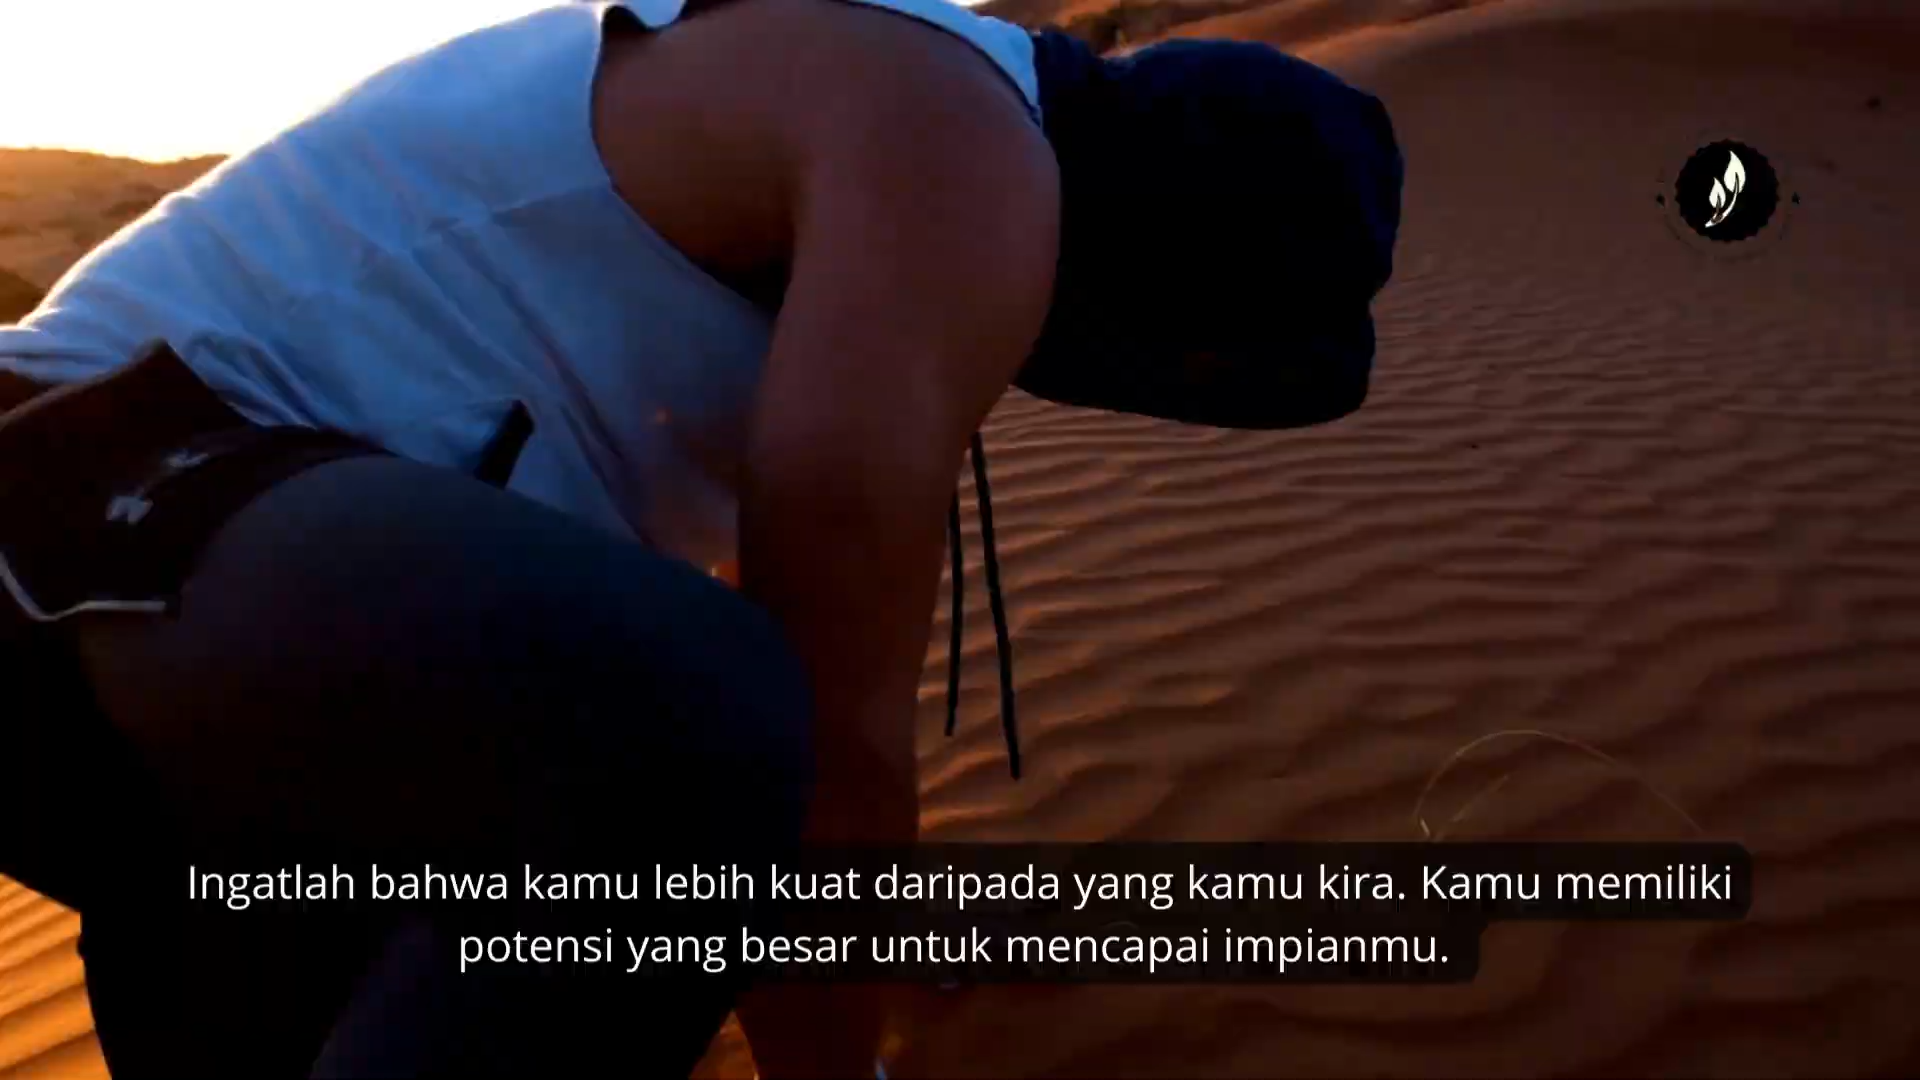 Ingatlah bahwa kamu lebih kuat daripada yang kamu kira. Kamu memiliki
potensi yang besar untuk mencapai impianmu.